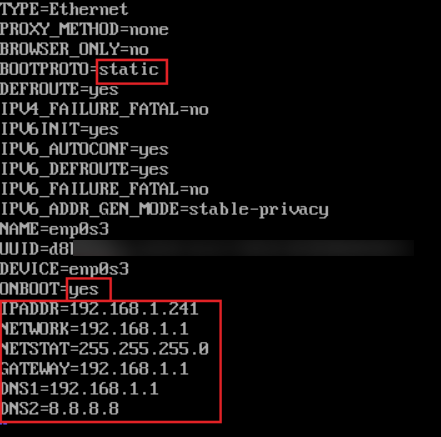 TYPE=Ethernet
PROXY_METHOD=none
BROWSER_ONLY=no
BOOTPROTO=static
DEFROUTE=yes
IPV4_FAILURE_FATAL=no
IPV6INIT=yes
IPV6_AUTOCONF=yes
IPV6_DEFROUTE=yes
IPV6_FAILURE_FATAL=no
IPV6_ADDR_GEN_MODE=stable-privacy
NAME=enp0s3
UUID=d8
DEVICE=enp0s3
ONBOOT=yes
IPADDR=192.168.1.241
NETWORK=192.168.1.1
NETSTAT=255.255.255.0
GATEWAY=192.168.1.1
DNS1=192.168.1.1
DNS2=8.8.8.8
~